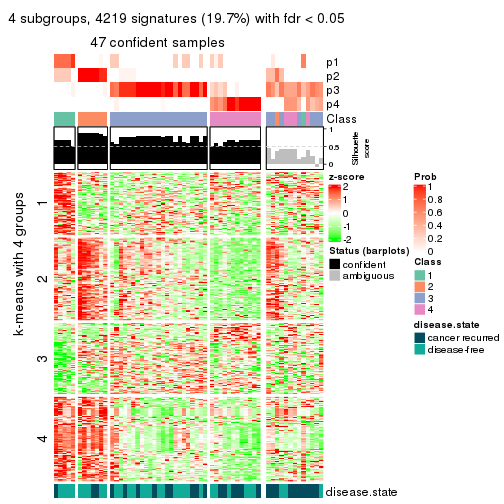 4 subgroups, 4219 signatures (19.7%) with fdr < 0.05
47 confident samples
p1
p2
p3
p4
Class
1
0.5
0
Silhouette
score
k-means with 4 groups
1
2
3
4
z-score
2
1
0
-1
-2
Status (barplots)
confident
ambiguous
Prob
1
0.8
0.6
0.4
0.2
0
Class
1
2
3
4
disease.state
cancer recurred
disease-free
disease.state